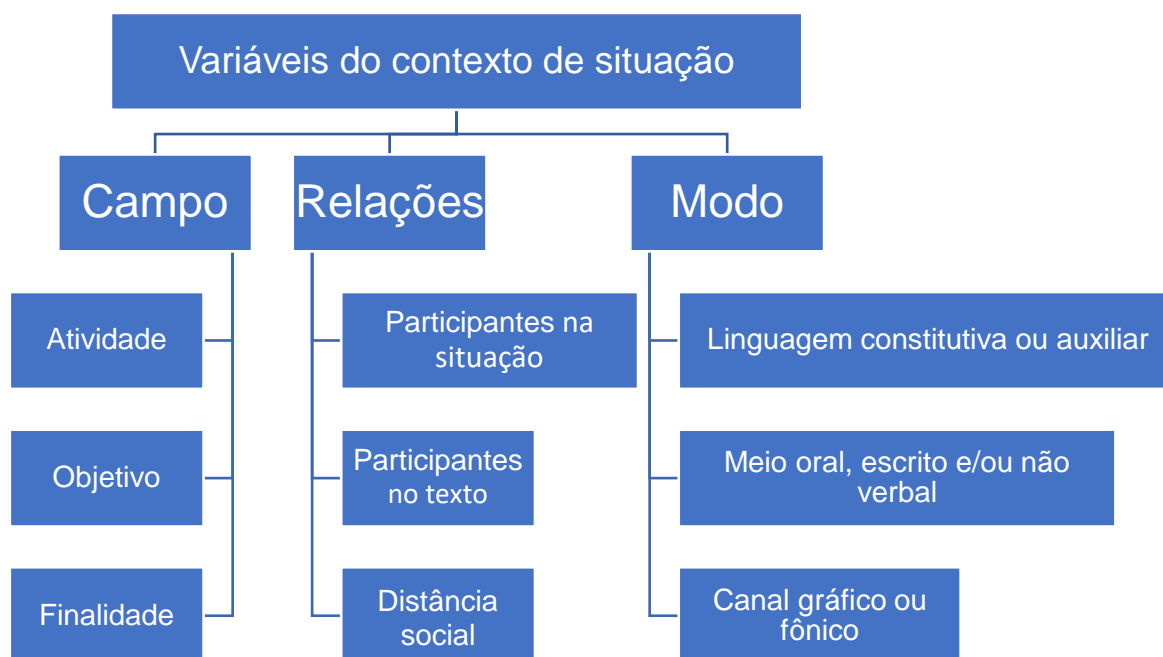 Variáveis do contexto de situação
Campo
Relações
Modo
Atividade
Objetivo
Finalidade
Participantes na
situação
Participantes
no texto
Distância
social
Linguagem constitutiva ou auxiliar
Meio oral, escrito e/ou não
verbal
Canal gráfico ou
fônico